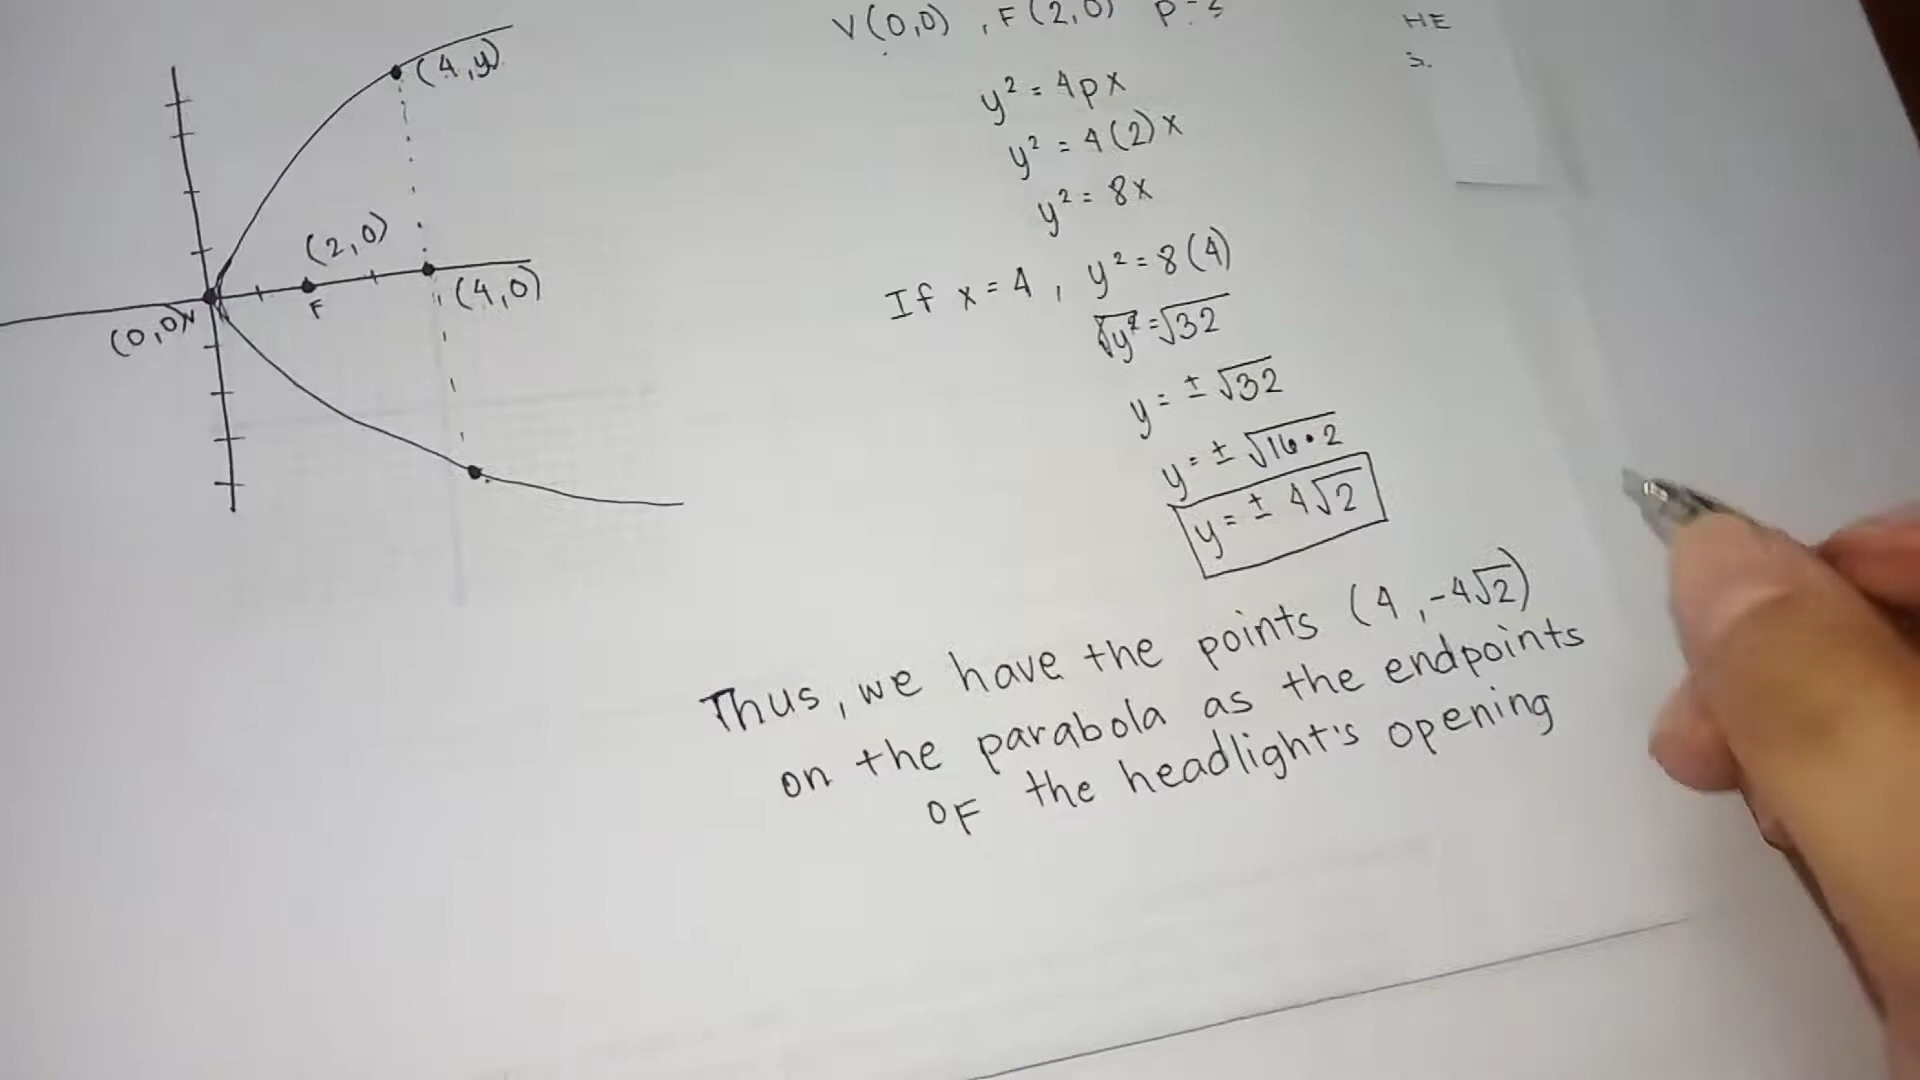 V(0,0) , F(2,0) p =
HE
y² = 4px
y² = 4(2)x
y² = 8x
If x = 4 , y² = 8(4)
√y² = √32
y = ± √32
y = ± √16 • 2
y = ± 4√2
Thus, we have the points (4 , -4√2)
on the parabola as the endpoints
OF the headlight's opening
(4, y)
(2,0)
F
(4,0)
(0,0)
V